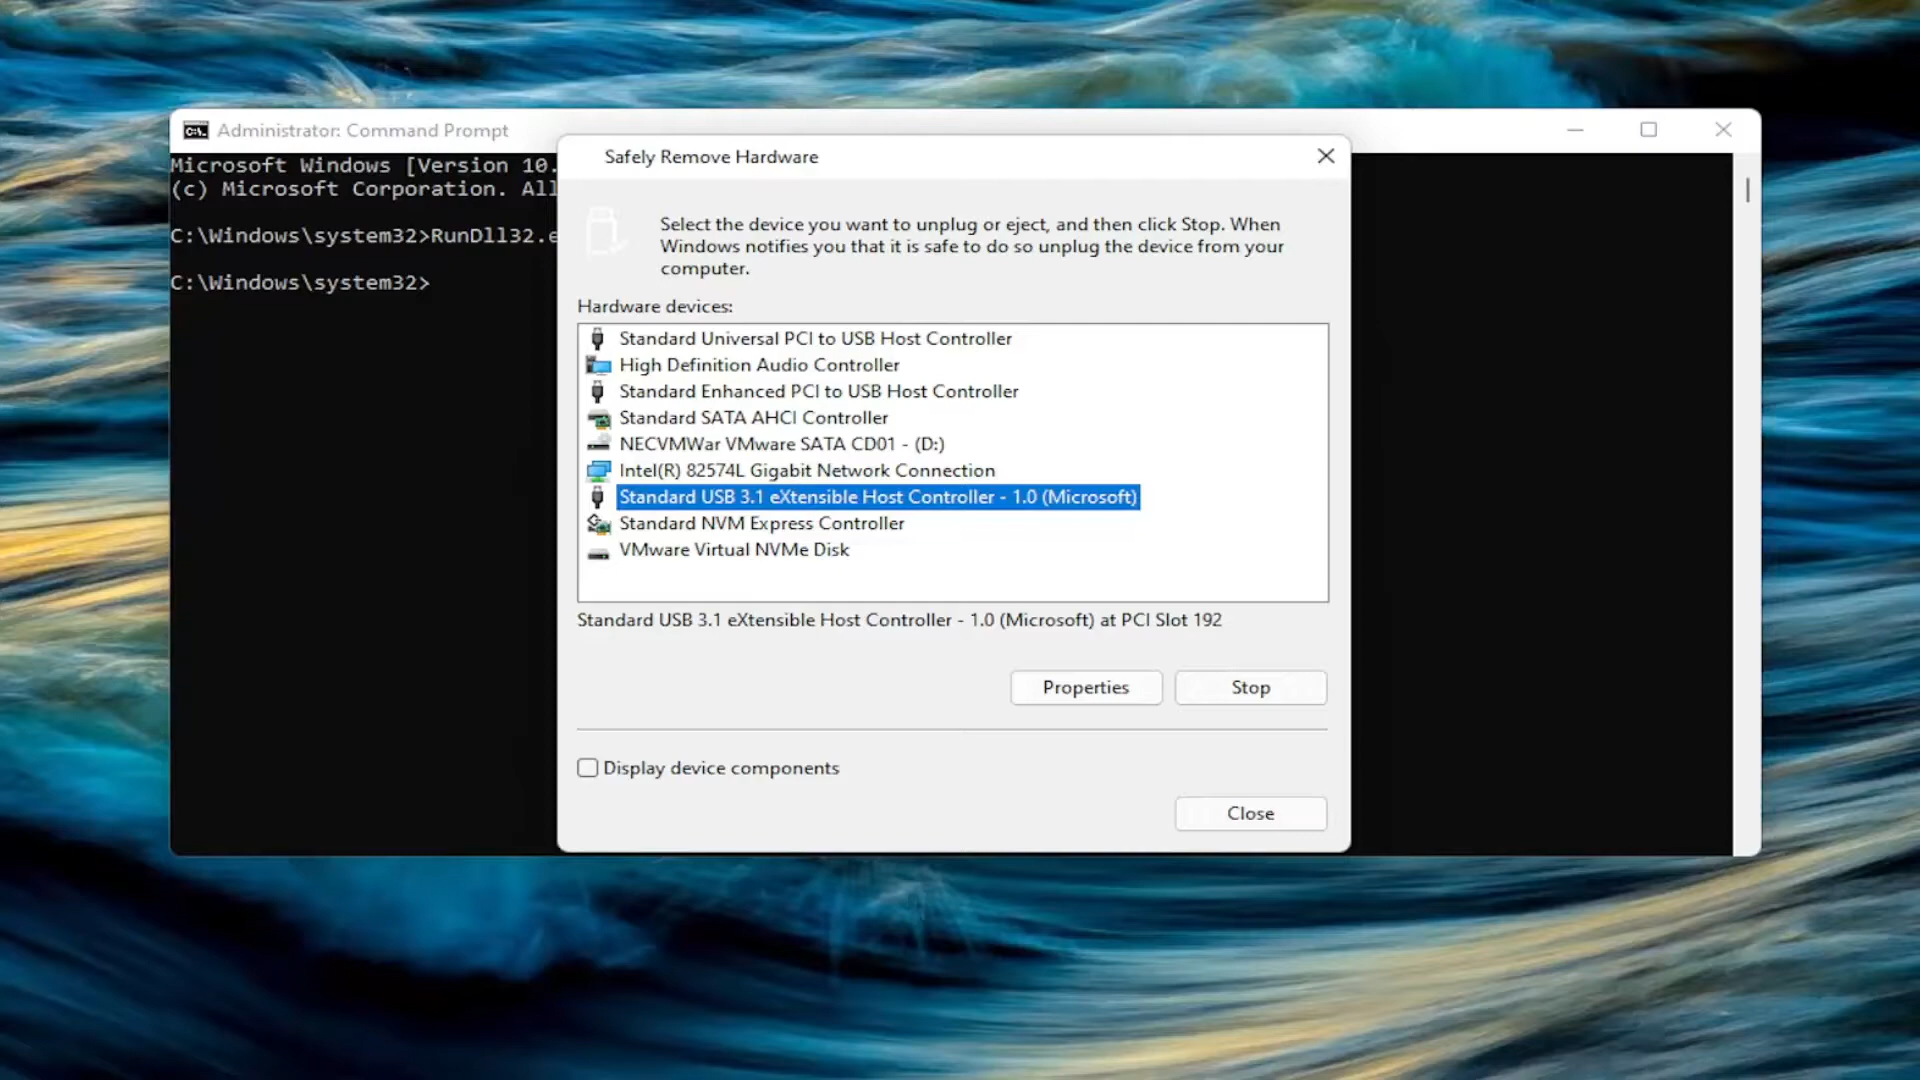 Administrator: Command Prompt
Microsoft Windows [Version 10.
(c) Microsoft Corporation. All
C:\Windows\system32>RunDll32.e
C:\Windows\system32>
Safely Remove Hardware
Select the device you want to unplug or eject, and then click Stop. When
Windows notifies you that it is safe to do so unplug the device from your
computer.
Hardware devices:
Standard Universal PCI to USB Host Controller
High Definition Audio Controller
Standard Enhanced PCI to USB Host Controller
Standard SATA AHCI Controller
NECVMWar VMware SATA CD01 - (D:)
Intel(R) 82574L Gigabit Network Connection
Standard USB 3.1 eXtensible Host Controller - 1.0 (Microsoft)
Standard NVM Express Controller
VMware Virtual NVMe Disk
Standard USB 3.1 eXtensible Host Controller - 1.0 (Microsoft) at PCI Slot 192
Properties
Stop
Display device components
Close